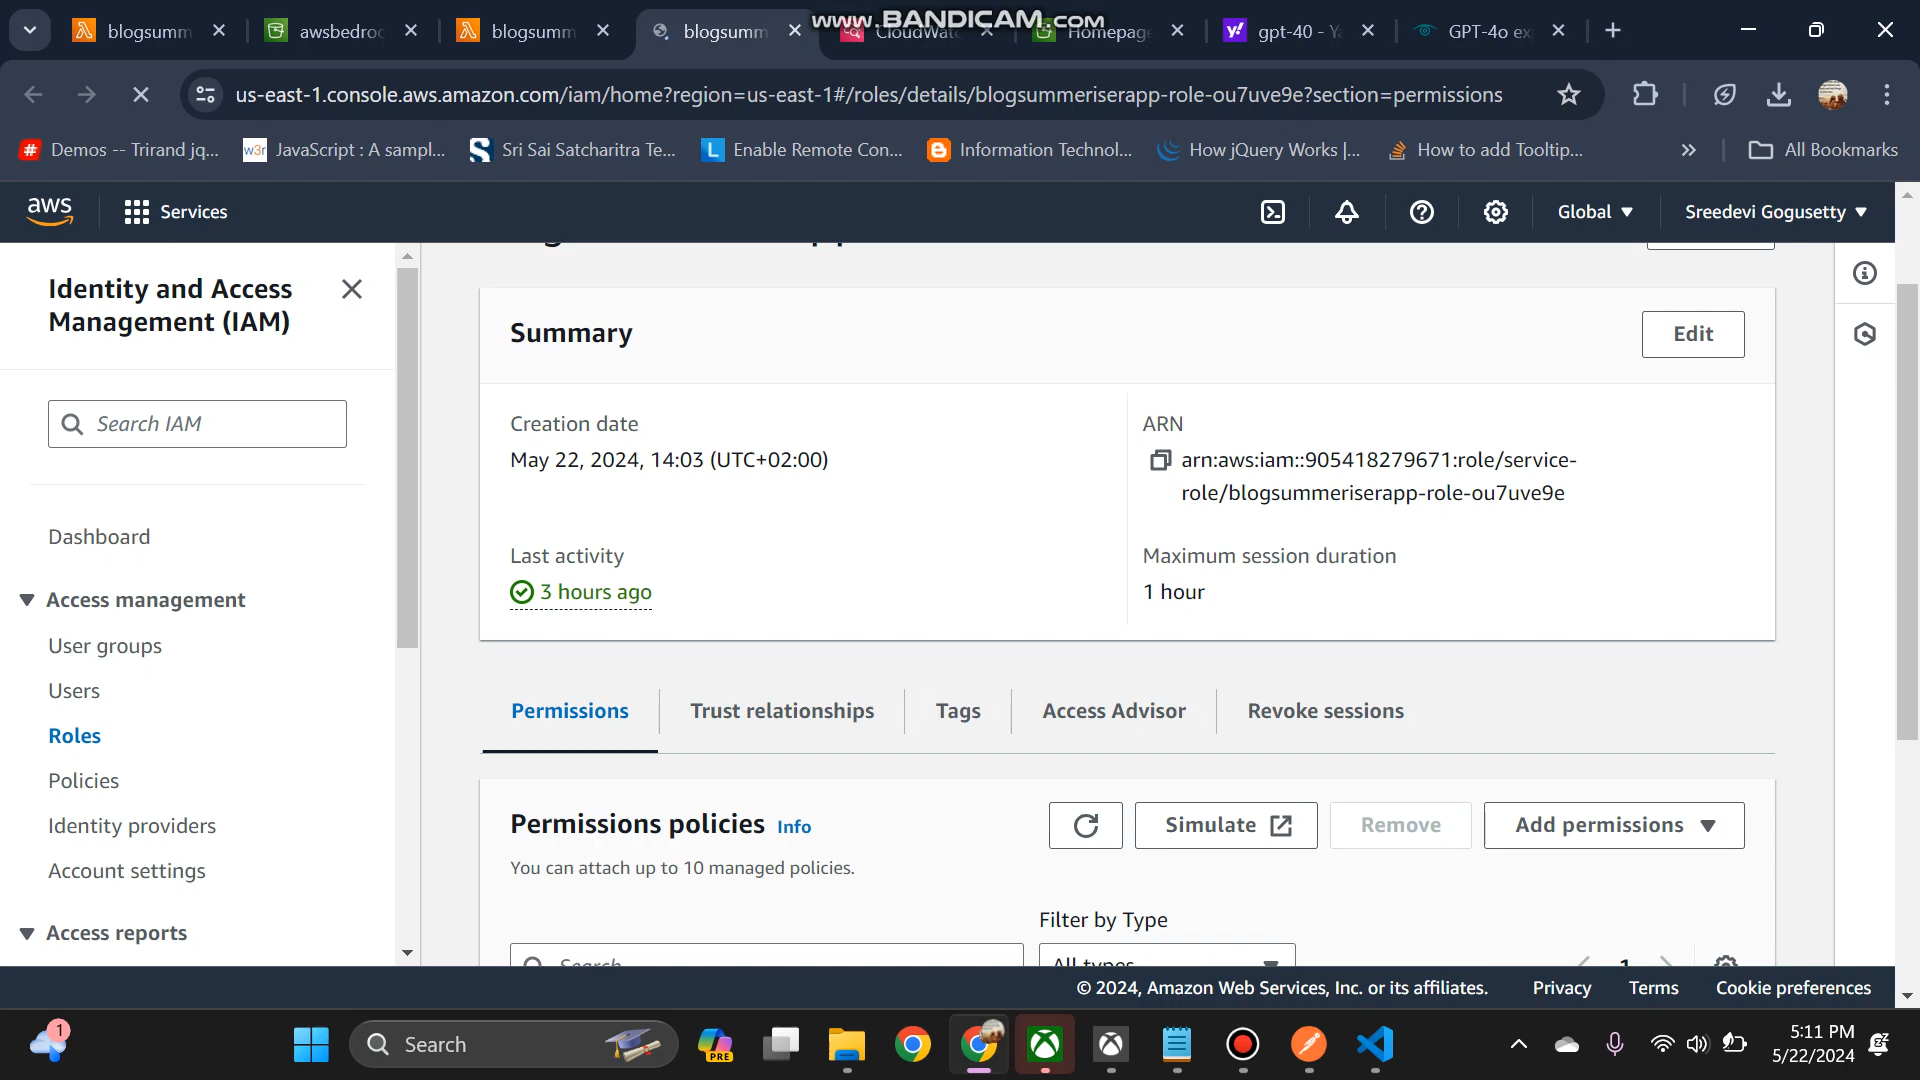 blogsumm
awsbedroc
blogsumm
blogsumm
CloudWatc
Homepage
gpt-40 - Ya
GPT-4o ex
www.BANDICAM.com
us-east-1.console.aws.amazon.com/iam/home?region=us-east-1#/roles/details/blogsummeriserapp-role-ou7uve9e?section=permissions
Demos -- Trirand jq...
w3r
JavaScript : A sampl...
Sri Sai Satcharitra Te...
L
Enable Remote Con...
Information Technol...
How jQuery Works |...
How to add Tooltip...
All Bookmarks
aws
Services
Global
Sreedevi Gogusetty
Identity and Access
Management (IAM)
Search IAM
Dashboard
Access management
User groups
Users
Roles
Policies
Identity providers
Account settings
Access reports
Summary
Edit
Creation date
May 22, 2024, 14:03 (UTC+02:00)
ARN
arn:aws:iam::905418279671:role/service-
role/blogsummeriserapp-role-ou7uve9e
Last activity
3 hours ago
Maximum session duration
1 hour
Permissions
Trust relationships
Tags
Access Advisor
Revoke sessions
Permissions policies
Info
Simulate
Remove
Add permissions
You can attach up to 10 managed policies.
Filter by Type
Search
All types
1
© 2024, Amazon Web Services, Inc. or its affiliates.
Privacy
Terms
Cookie preferences
1
Search
PRE
5:11 PM
5/22/2024